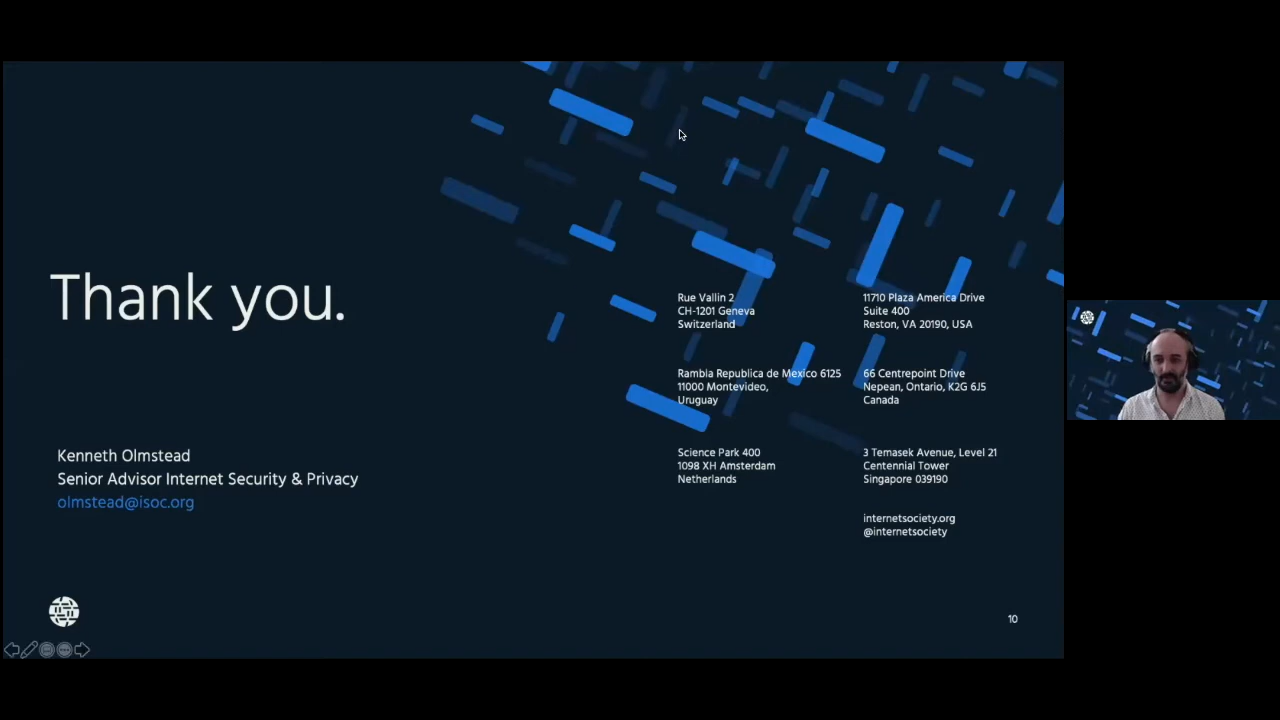 Thank you.
Kenneth Olmstead
Senior Advisor Internet Security & Privacy
olmstead@isoc.org
Rue Vallin 2
CH-1201 Geneva
Switzerland
11710 Plaza America Drive
Suite 400
Reston, VA 20190, USA
Rambia Republica de Mexico 6125
11000 Montevideo,
Uruguay
66 Centrepoint Drive
Nepean, Ontario, K2G 6J5
Canada
Science Park 400
1098 XH Amsterdam
Netherlands
3 Temasek Avenue, Level 21
Centennial Tower
Singapore 039190
internetsociety.org
@internetsociety
10